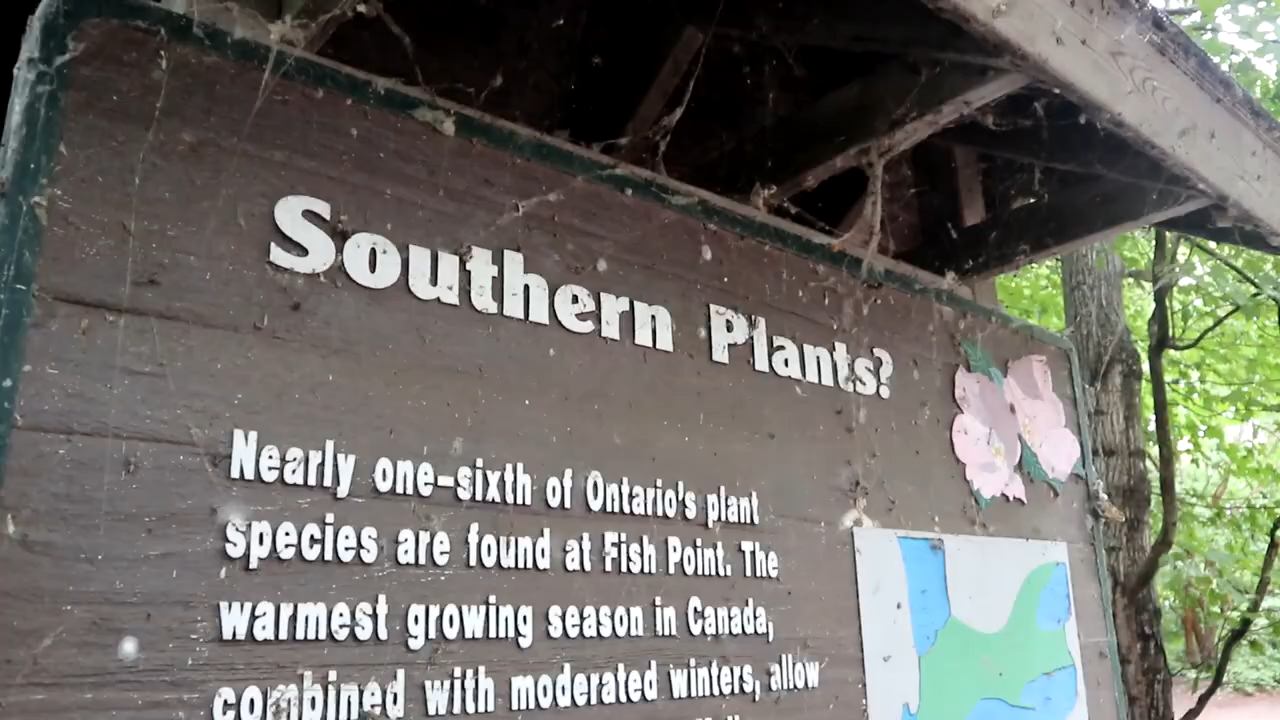 Southern Plants?
Nearly one-sixth of Ontario's plant
species are found at Fish Point. The
warmest growing season in Canada,
combined with moderated winters, allow